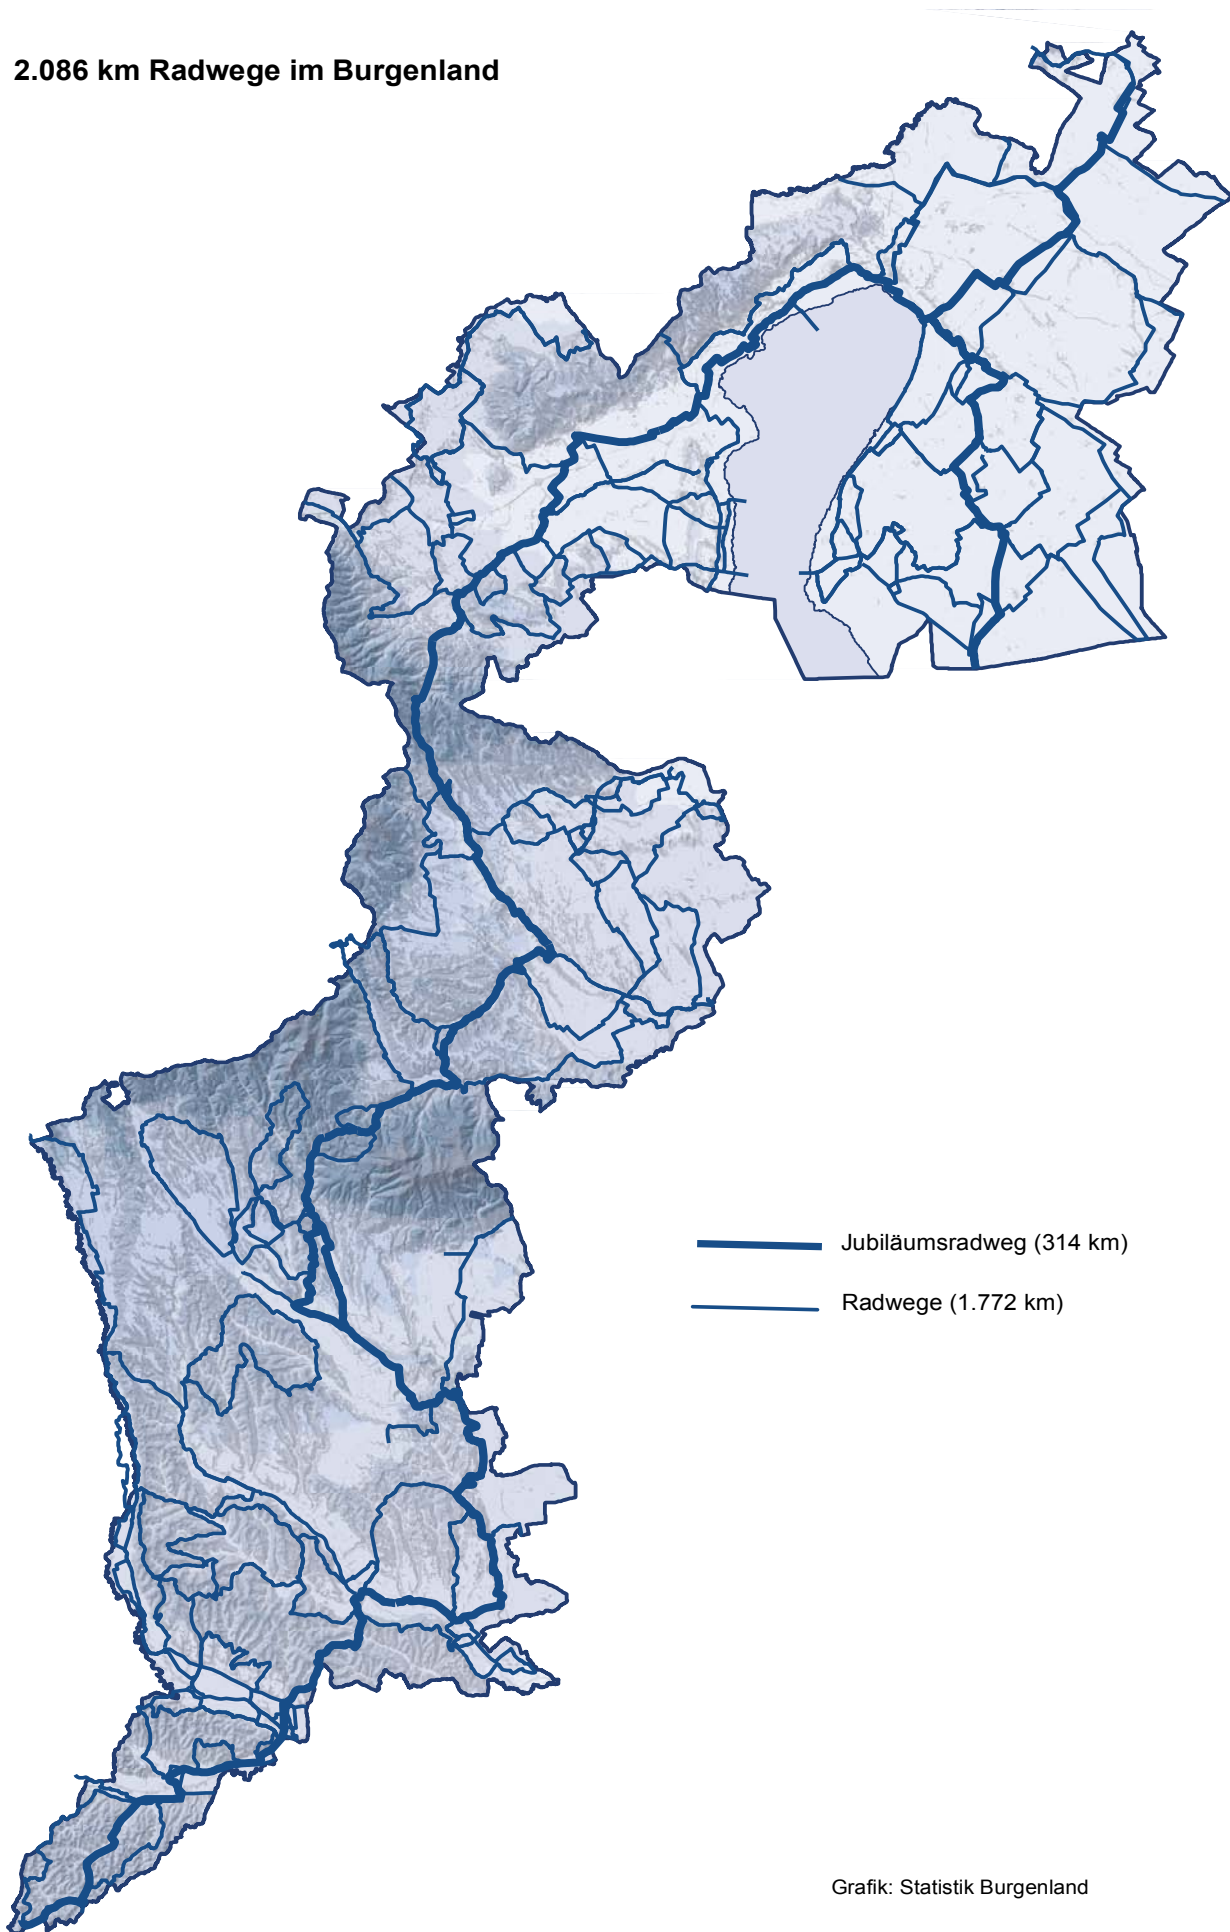 2.086 km Radwege im Burgenland
Jubiläumsradweg (314 km)
Radwege (1.772 km)
Grafik: Statistik Burgenland